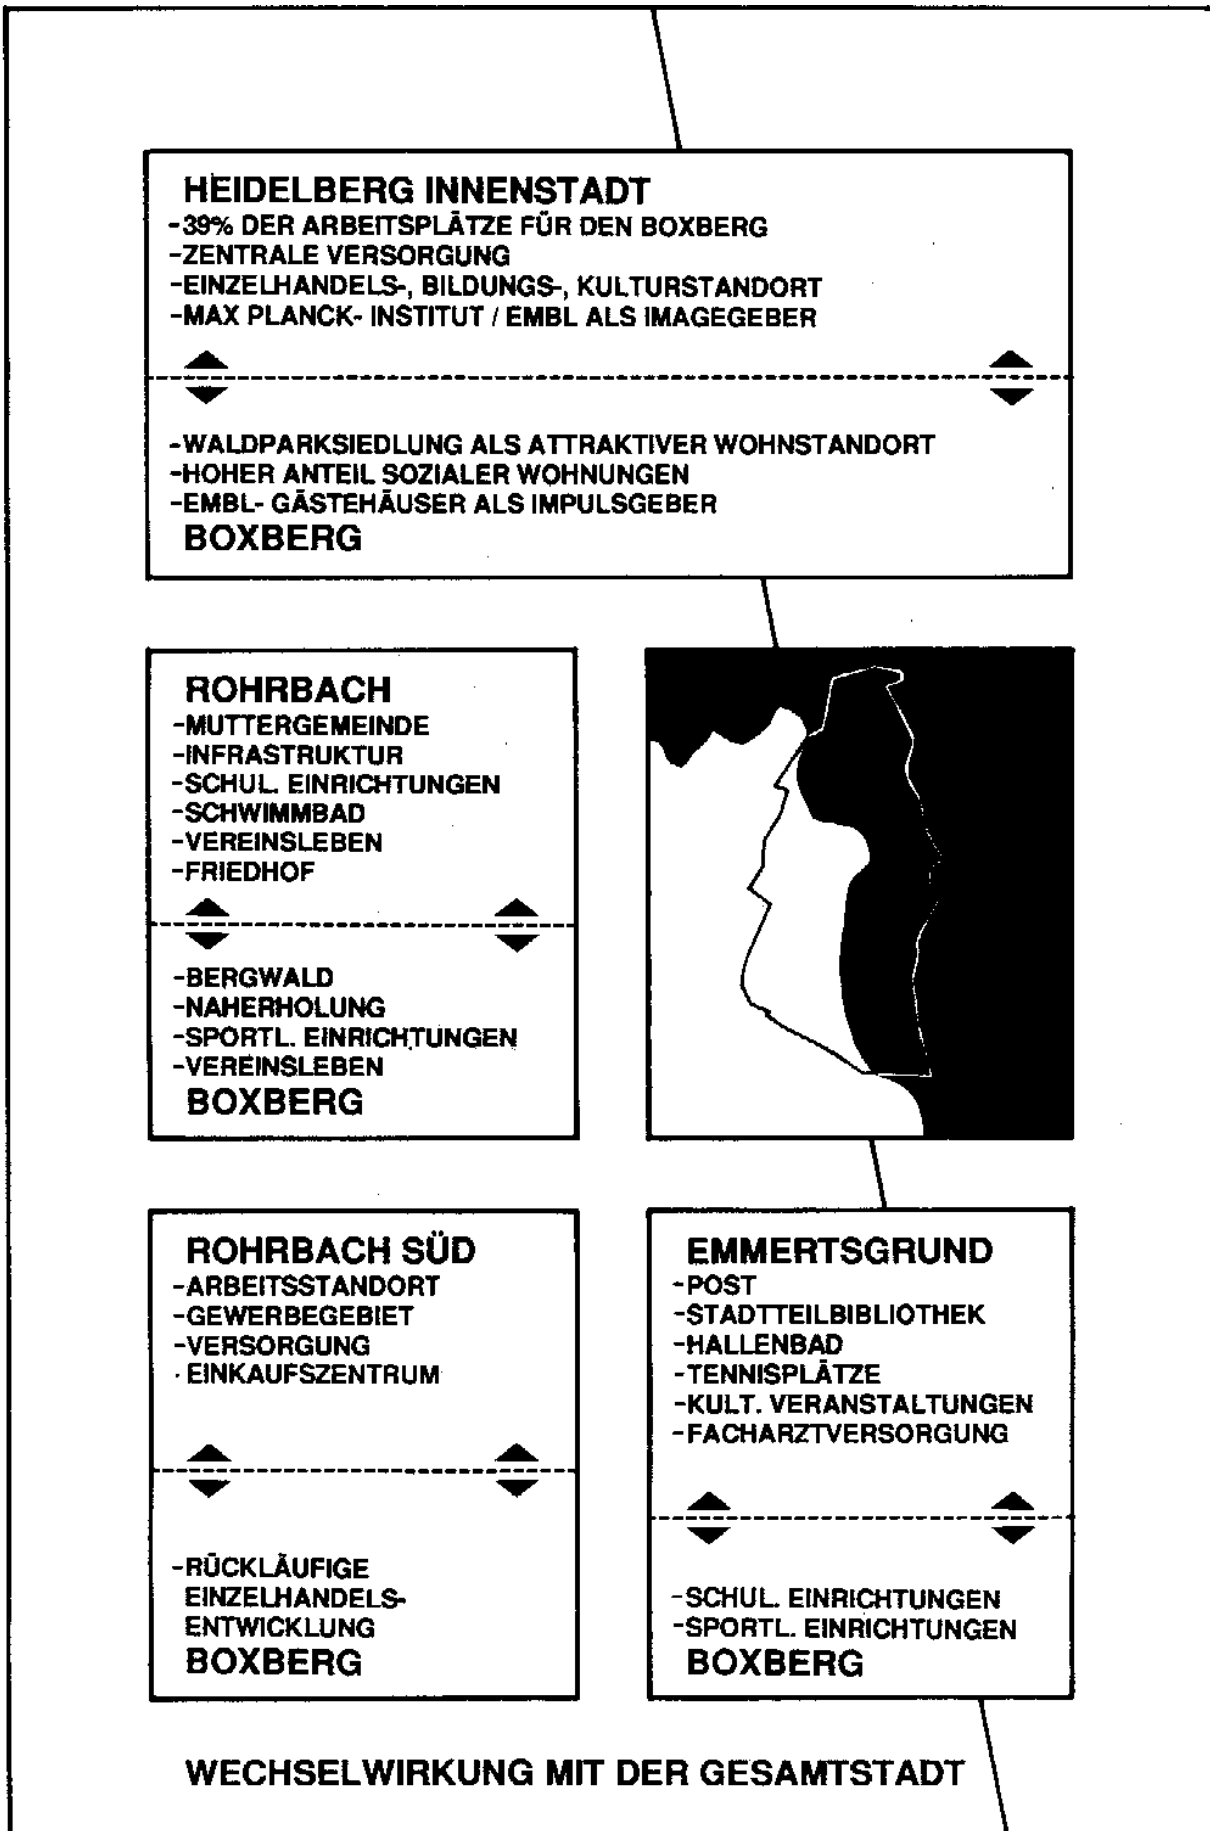 HEIDELBERG INNENSTADT
-39% DER ARBEITSPLÄTZE FÜR DEN BOXBERG
-ZENTRALE VERSORGUNG
-EINZELHANDELS-, BILDUNGS-, KULTURSTANDORT
-MAX PLANCK- INSTITUT / EMBL ALS IMAGEGEBER
-WALDPARKSIEDLUNG ALS ATTRAKTIVER WOHNSTANDORT
-HOHER ANTEIL SOZIALER WOHNUNGEN
-EMBL- GÄSTEHÄUSER ALS IMPULSGEBER
BOXBERG
ROHRBACH
-MUTTERGEMEINDE
-INFRASTRUKTUR
-SCHUL. EINRICHTUNGEN
-SCHWIMMBAD
-VEREINSLEBEN
-FRIEDHOF
-BERGWALD
-NAHERHOLUNG
-SPORTL. EINRICHTUNGEN
-VEREINSLEBEN
BOXBERG
ROHRBACH SÜD
-ARBEITSSTANDORT
-GEWERBEGEBIET
-VERSORGUNG
· EINKAUFSZENTRUM
-RÜCKLÄUFIGE
EINZELHANDELS-
ENTWICKLUNG
BOXBERG
EMMERTSGRUND
-POST
-STADTTEILBIBLIOTHEK
-HALLENBAD
-TENNISPLÄTZE
-KULT. VERANSTALTUNGEN
-FACHARZTVERSORGUNG
-SCHUL. EINRICHTUNGEN
-SPORTL. EINRICHTUNGEN
BOXBERG
WECHSELWIRKUNG MIT DER GESAMTSTADT